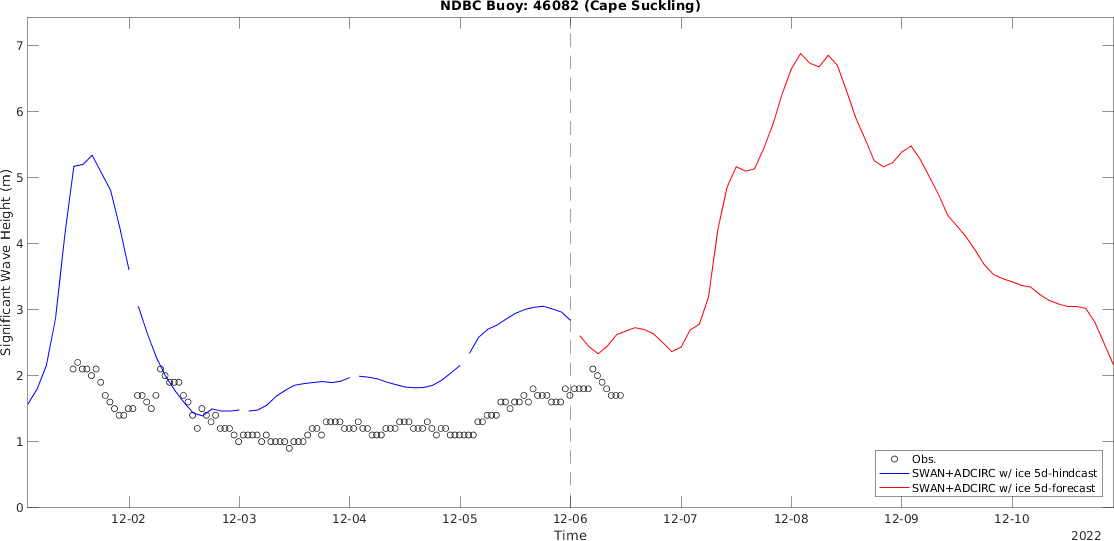 NDBC Buoy: 46082 (Cape Suckling)
7
6
5
4
3
2
1
0
Significant Wave Height (m)
12-02 12-03 12-04 12-05 12-06 12-07 12-08 12-09 12-10
Time
2022
Obs.
SWAN+ADCIRC w/ ice 5d-hindcast
SWAN+ADCIRC w/ ice 5d-forecast